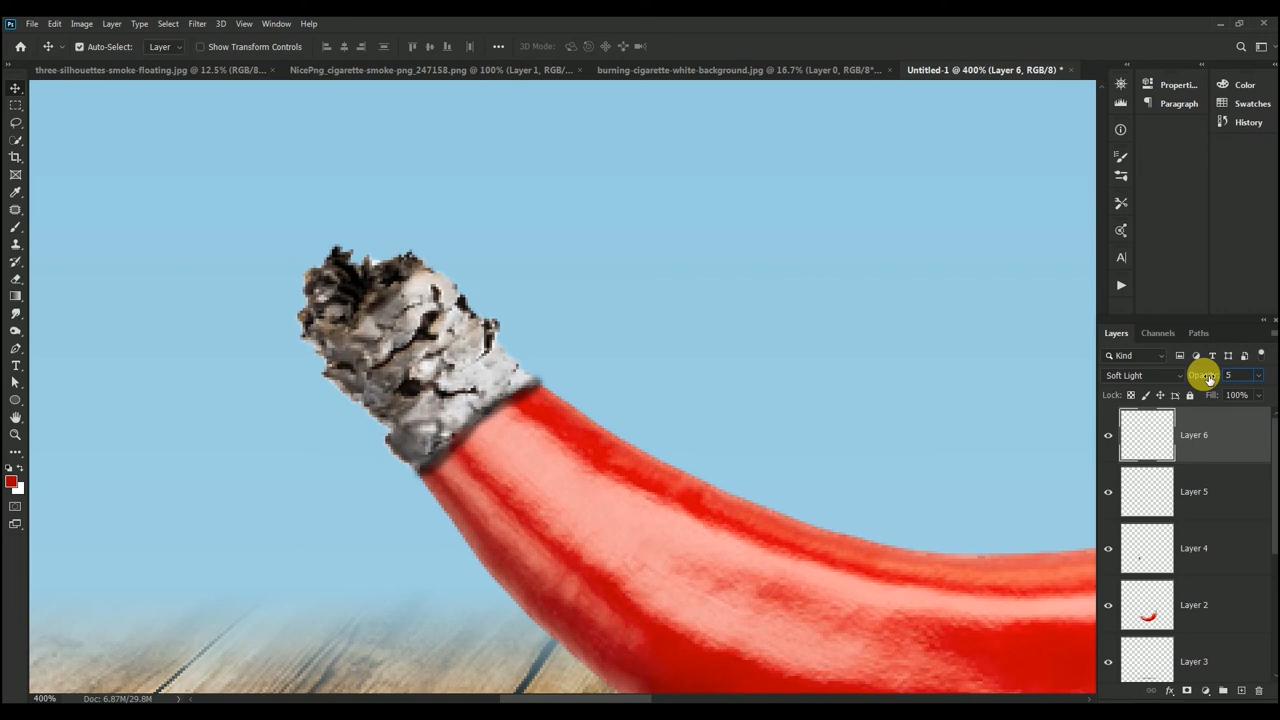 Ps File Edit Image Layer Type Select Filter 3D View Window Help
Auto-Select: Layer Show Transform Controls 3D Mode:
three-silhouettes-smoke-floating.jpg @ 12.5% (RGB/8... × NicePng_cigarette-smoke-png_247158.png @ 100% (Layer 1, RGB/... × burning-cigarette-white-background.jpg @ 16.7% (Layer 0, RGB/8*... × Untitled-1 @ 400% (Layer 6, RGB/8) * ×
Properti... Color
Paragraph Swatches
History
Layers Channels Paths
Kind
Soft Light 5
Lock: Fill: 100%
Layer 6
Layer 5
Layer 4
Layer 2
Layer 3
400% Doc: 6.87M/29.8M